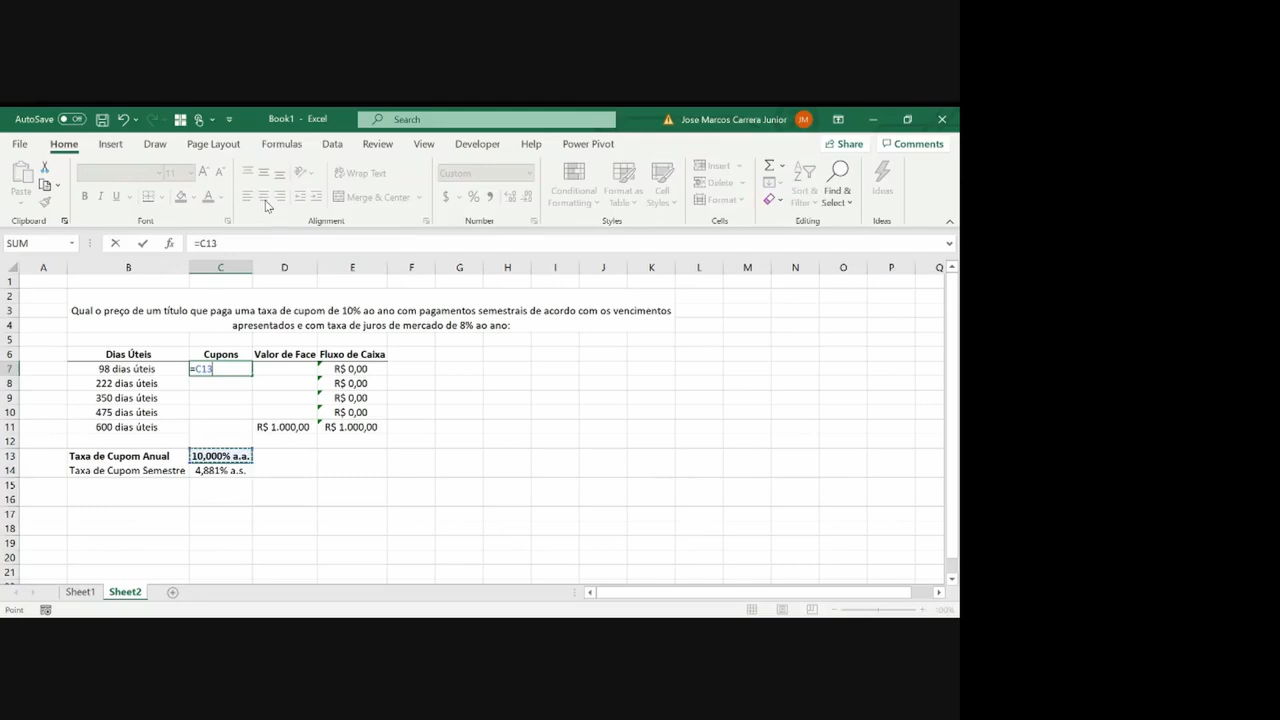 AutoSave Off Book1 - Excel Search Jose Marcos Carrera Junior JM
File Home Insert Draw Page Layout Formulas Data Review View Developer Help Power Pivot Share Comments
Paste 11 A A Wrap Text Custom Conditional Formatting Format as Table Cell Styles Insert Delete Format Sort & Filter Find & Select Ideas
B I U A Merge & Center $ %
Clipboard Font Alignment Number Styles Cells Editing Ideas
SUM fx =C13
A B C D E F G H I J K L M N O P Q
1
2
3 Qual o preço de um título que paga uma taxa de cupom de 10% ao ano com pagamentos semestrais de acordo com os vencimentos
4 apresentados e com taxa de juros de mercado de 8% ao ano:
5
6 Dias Úteis Cupons Valor de Face Fluxo de Caixa
7 98 dias úteis =C13 R$ 0,00
8 222 dias úteis R$ 0,00
9 350 dias úteis R$ 0,00
10 475 dias úteis R$ 0,00
11 600 dias úteis R$ 1.000,00 R$ 1.000,00
12
13 Taxa de Cupom Anual 10,000% a.a.
14 Taxa de Cupom Semestre 4,881% a.s.
15
16
17
18
19
20
21
Sheet1 Sheet2
Point 100%